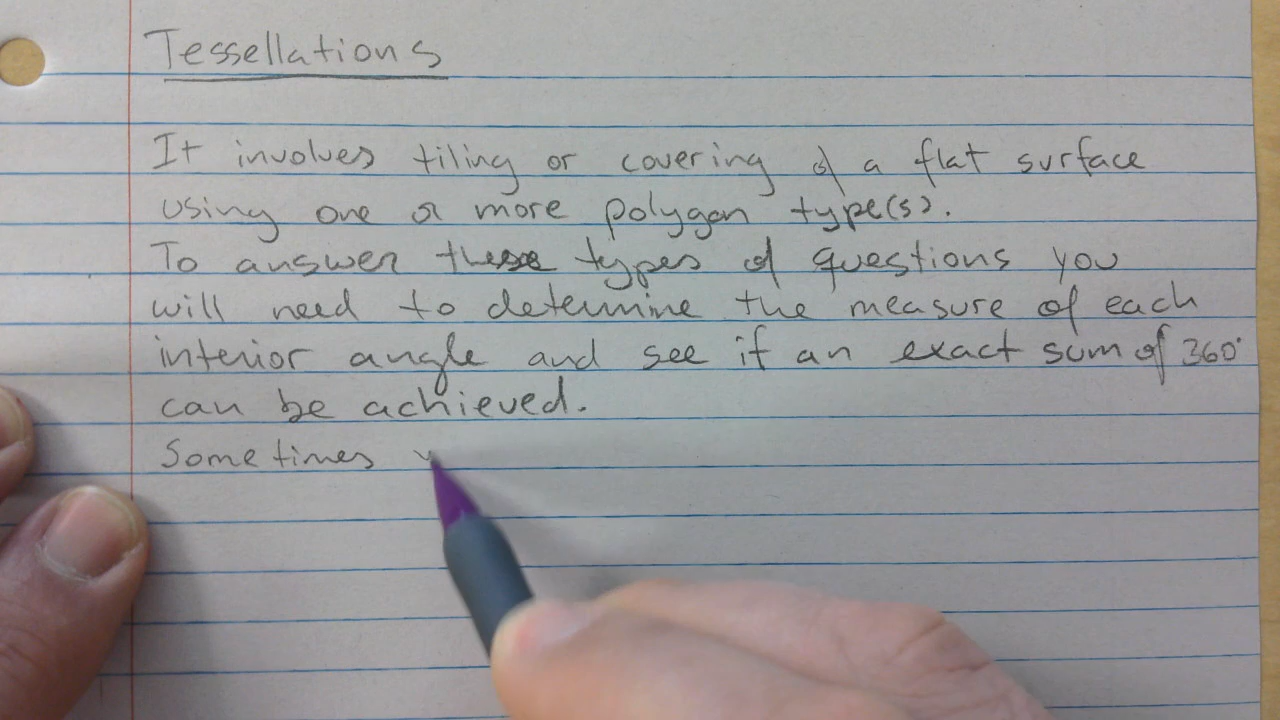 Tessellations
It involves tiling or covering of a flat surface
using one or more polygon type(s).
To answer these types of questions you
will need to determine the measure of each
interior angle and see if an exact sum of 360°
can be achieved.
Sometimes